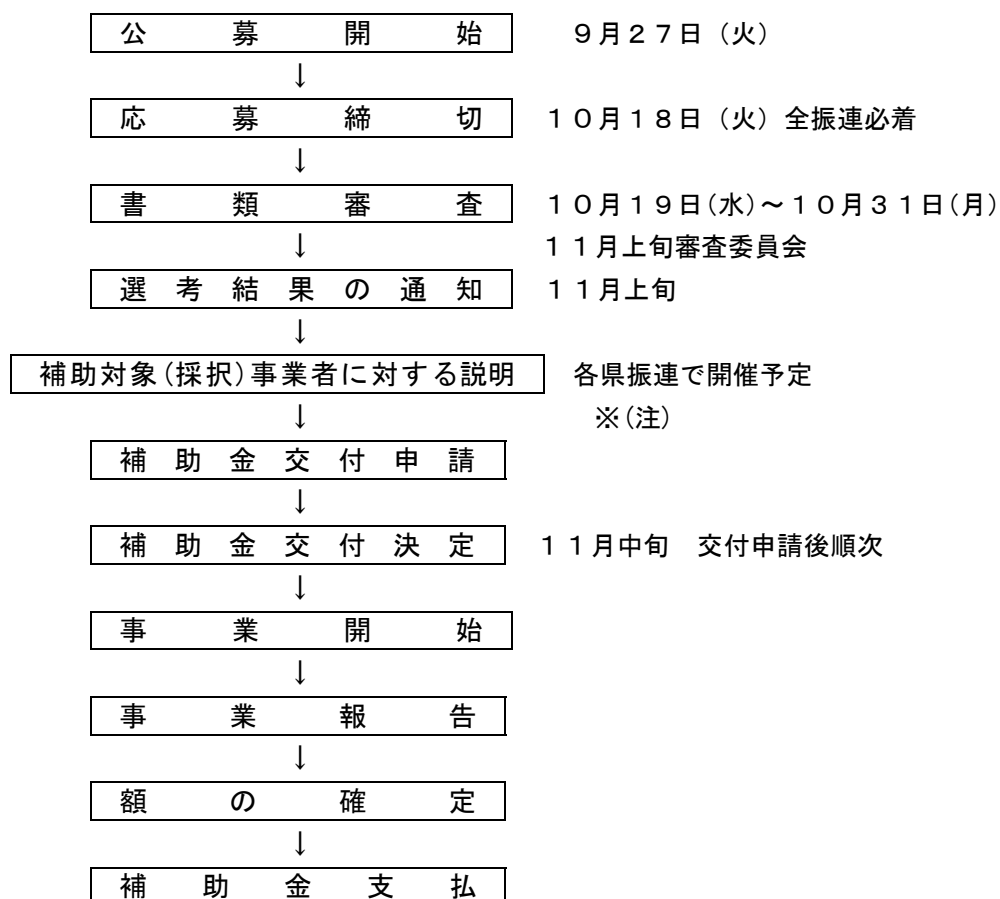 公募開始 9月27日（火）
↓
応募締切 10月18日（火）全振連必着
↓
書類審査 10月19日(水)～10月31日(月)
↓ 11月上旬審査委員会
選考結果の通知 11月上旬
↓
補助対象(採択)事業者に対する説明 各県振連で開催予定
↓ ※(注)
補助金交付申請
↓
補助金交付決定 11月中旬　交付申請後順次
↓
事業開始
↓
事業報告
↓
額の確定
↓
補助金支払